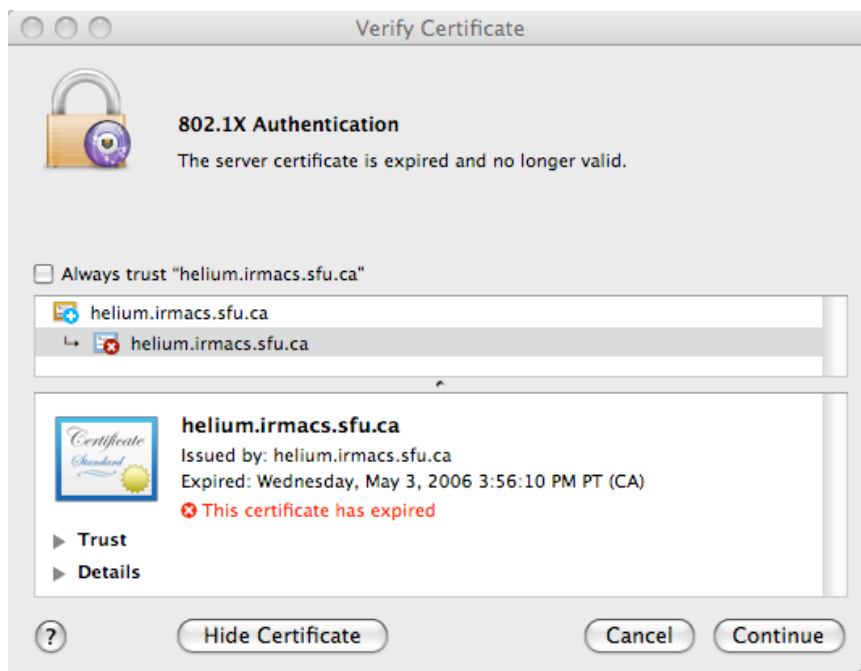 Verify Certificate
802.1X Authentication
The server certificate is expired and no longer valid.
Always trust "helium.irmacs.sfu.ca"
helium.irmacs.sfu.ca
helium.irmacs.sfu.ca
Certificate
Standard
helium.irmacs.sfu.ca
Issued by: helium.irmacs.sfu.ca
Expired: Wednesday, May 3, 2006 3:56:10 PM PT (CA)
This certificate has expired
Trust
Details
?
Hide Certificate
Cancel
Continue